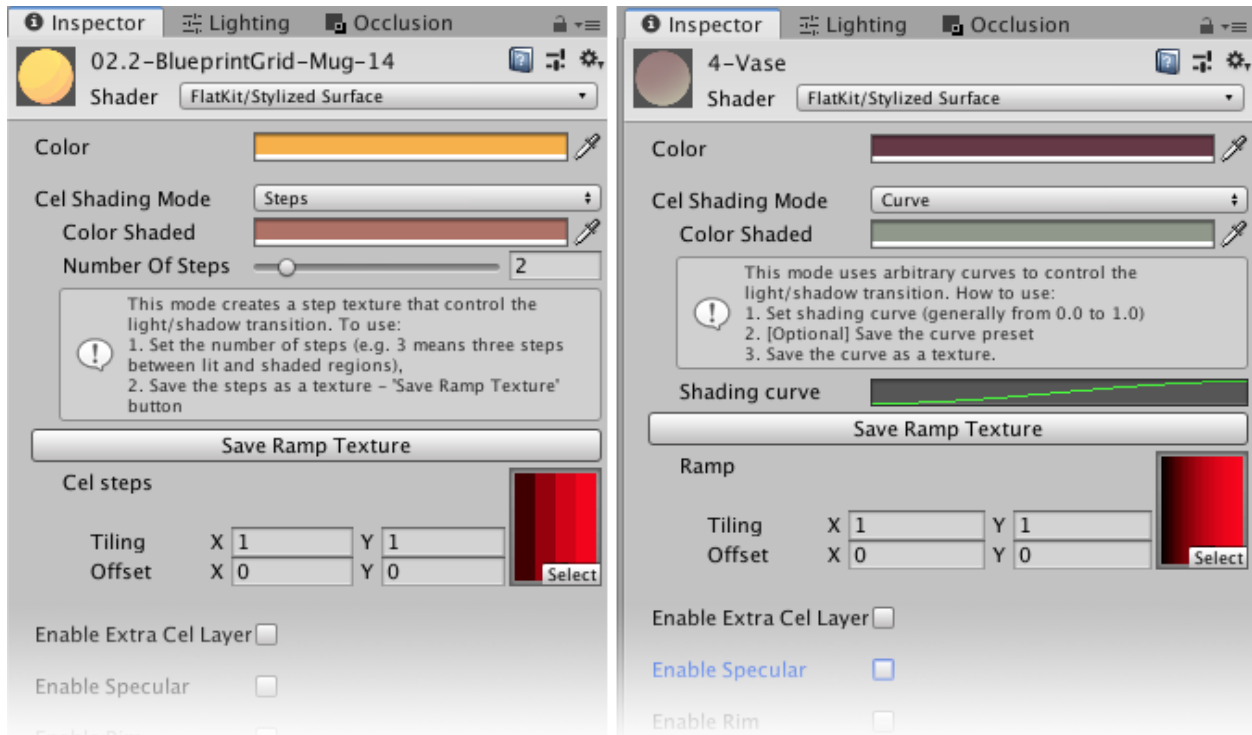 Inspector Lighting Occlusion
02.2-BlueprintGrid-Mug-14
Shader FlatKit/Stylized Surface
Color
Cel Shading Mode Steps
Color Shaded
Number Of Steps 2
This mode creates a step texture that control the
light/shadow transition. To use:
1. Set the number of steps (e.g. 3 means three steps
between lit and shaded regions),
2. Save the steps as a texture – 'Save Ramp Texture'
button
Save Ramp Texture
Cel steps
Tiling X 1 Y 1
Offset X 0 Y 0
Select
Enable Extra Cel Layer
Enable Specular
Enable Rim
Inspector Lighting Occlusion
4-Vase
Shader FlatKit/Stylized Surface
Color
Cel Shading Mode Curve
Color Shaded
This mode uses arbitrary curves to control the
light/shadow transition. How to use:
1. Set shading curve (generally from 0.0 to 1.0)
2. [Optional] Save the curve preset
3. Save the curve as a texture.
Shading curve
Save Ramp Texture
Ramp
Tiling X 1 Y 1
Offset X 0 Y 0
Select
Enable Extra Cel Layer
Enable Specular
Enable Rim